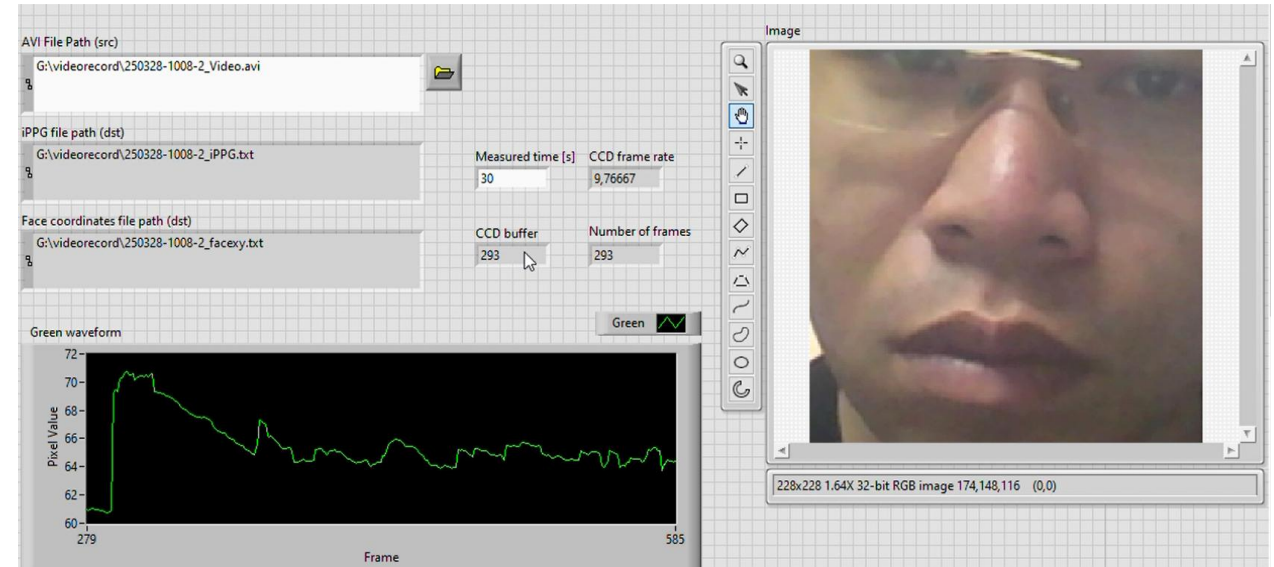 AVI File Path (src)
G:\videorecord\250328-1008-2_Video.avi
iPPG file path (dst)
G:\videorecord\250328-1008-2_iPPG.txt
Measured time [s]
CCD frame rate
30
9,76667
Face coordinates file path (dst)
G:\videorecord\250328-1008-2_facexy.txt
CCD buffer
Number of frames
293
293
Green waveform
Green
72
70
68
66
64
62
60
Pixel Value
279
585
Frame
Image
228x228 1.64X 32-bit RGB image 174,148,116 (0,0)